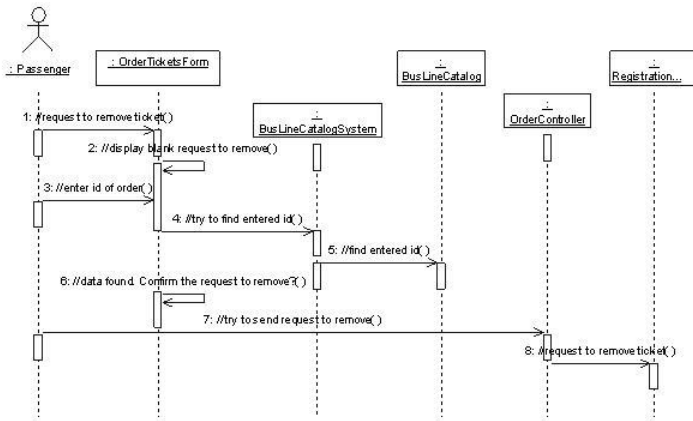 : Passenger
: OrderTicketsForm
:
BusLineCatalogSystem
:
BusLineCatalog
:
OrderController
:
Registration...
1: //request to remove ticket( )
2: //display blank request to remove( )
3: //enter id of order( )
4: //try to find entered id( )
5: //find entered id( )
6: //data found. Confirm the request to remove?( )
7: //try to send request to remove( )
8: //request to remove ticket( )